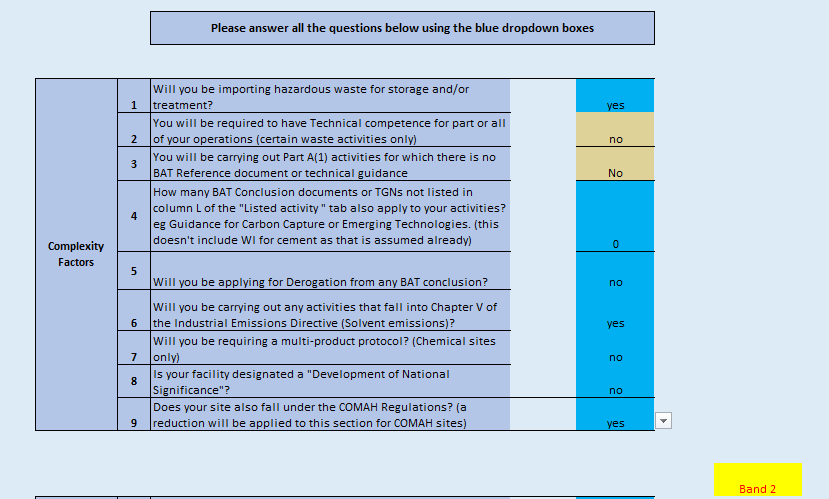 Please answer all the questions below using the blue dropdown boxes
Complexity
Factors
1
Will you be importing hazardous waste for storage and/or
treatment?
yes
2
You will be required to have Technical competence for part or all
of your operations (certain waste activities only)
no
3
You will be carrying out Part A(1) activities for which there is no
BAT Reference document or technical guidance
No
4
How many BAT Conclusion documents or TGNs not listed in
column L of the "Listed activity " tab also apply to your activities?
eg Guidance for Carbon Capture or Emerging Technologies. (this
doesn't include WI for cement as that is assumed already)
0
5
Will you be applying for Derogation from any BAT conclusion?
no
6
Will you be carrying out any activities that fall into Chapter V of
the Industrial Emissions Directive (Solvent emissions)?
yes
7
Will you be requiring a multi-product protocol? (Chemical sites
only)
no
8
Is your facility designated a "Development of National
Significance"?
no
9
Does your site also fall under the COMAH Regulations? (a
reduction will be applied to this section for COMAH sites)
yes
Band 2